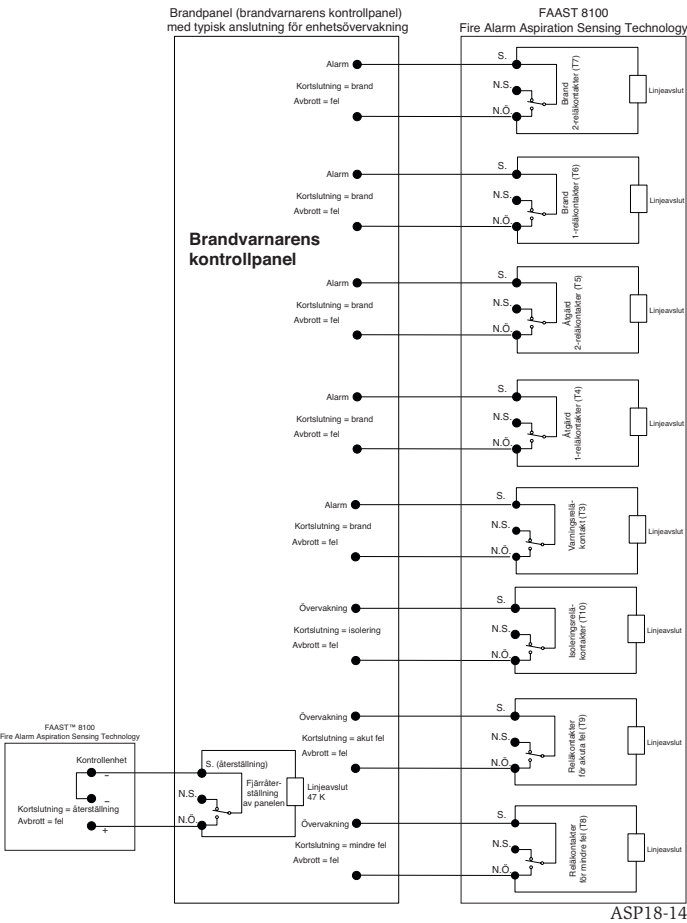 Brandpanel (brandvarnarens kontrollpanel)
med typisk anslutning för enhetsövervakning
FAAST 8100
Fire Alarm Aspiration Sensing Technology
Brandvarnarens
kontrollpanel
Alarm
Kortslutning = brand
Avbrott = fel
S.
N.S.
N.Ö.
Brand
2-reläkontakter (T7)
Linjeavslut
Alarm
Kortslutning = brand
Avbrott = fel
S.
N.S.
N.Ö.
Brand
1-reläkontakter (T6)
Linjeavslut
Alarm
Kortslutning = brand
Avbrott = fel
S.
N.S.
N.Ö.
Åtgärd
2-reläkontakter (T5)
Linjeavslut
Alarm
Kortslutning = brand
Avbrott = fel
S.
N.S.
N.Ö.
Åtgärd
1-reläkontakter (T4)
Linjeavslut
Alarm
Kortslutning = brand
Avbrott = fel
S.
N.S.
N.Ö.
Varningsrelä-
kontakt (T3)
Linjeavslut
Övervakning
Kortslutning = isolering
Avbrott = fel
S.
N.S.
N.Ö.
Isoleringsrelä-
kontakter (T10)
Linjeavslut
Övervakning
Kortslutning = akut fel
Avbrott = fel
S.
N.S.
N.Ö.
Reläkontakter
för akuta fel (T9)
Linjeavslut
Övervakning
Kortslutning = mindre fel
Avbrott = fel
S.
N.S.
N.Ö.
Reläkontakter
för mindre fel (T8)
Linjeavslut
FAAST™ 8100
Fire Alarm Aspiration Sensing Technology
Kontrollenhet
–
–
Kortslutning = återställning
Avbrott = fel
+
S. (återställning)
N.S.
N.Ö.
Fjärråter-
ställning
av panelen
Linjeavslut
47 K
ASP18-14